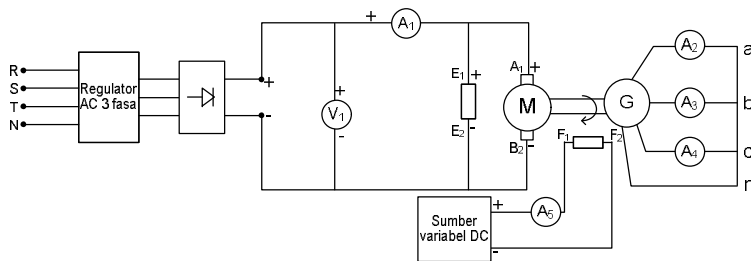 R
S
T
N
Regulator
AC 3 fasa
+
-
+
V1
-
+
A1
E1
+
E2
-
A1
+
M
B2
-
G
A2
a
A3
b
A4
c
n
F1
F2
Sumber
variabel DC
+
-
A5